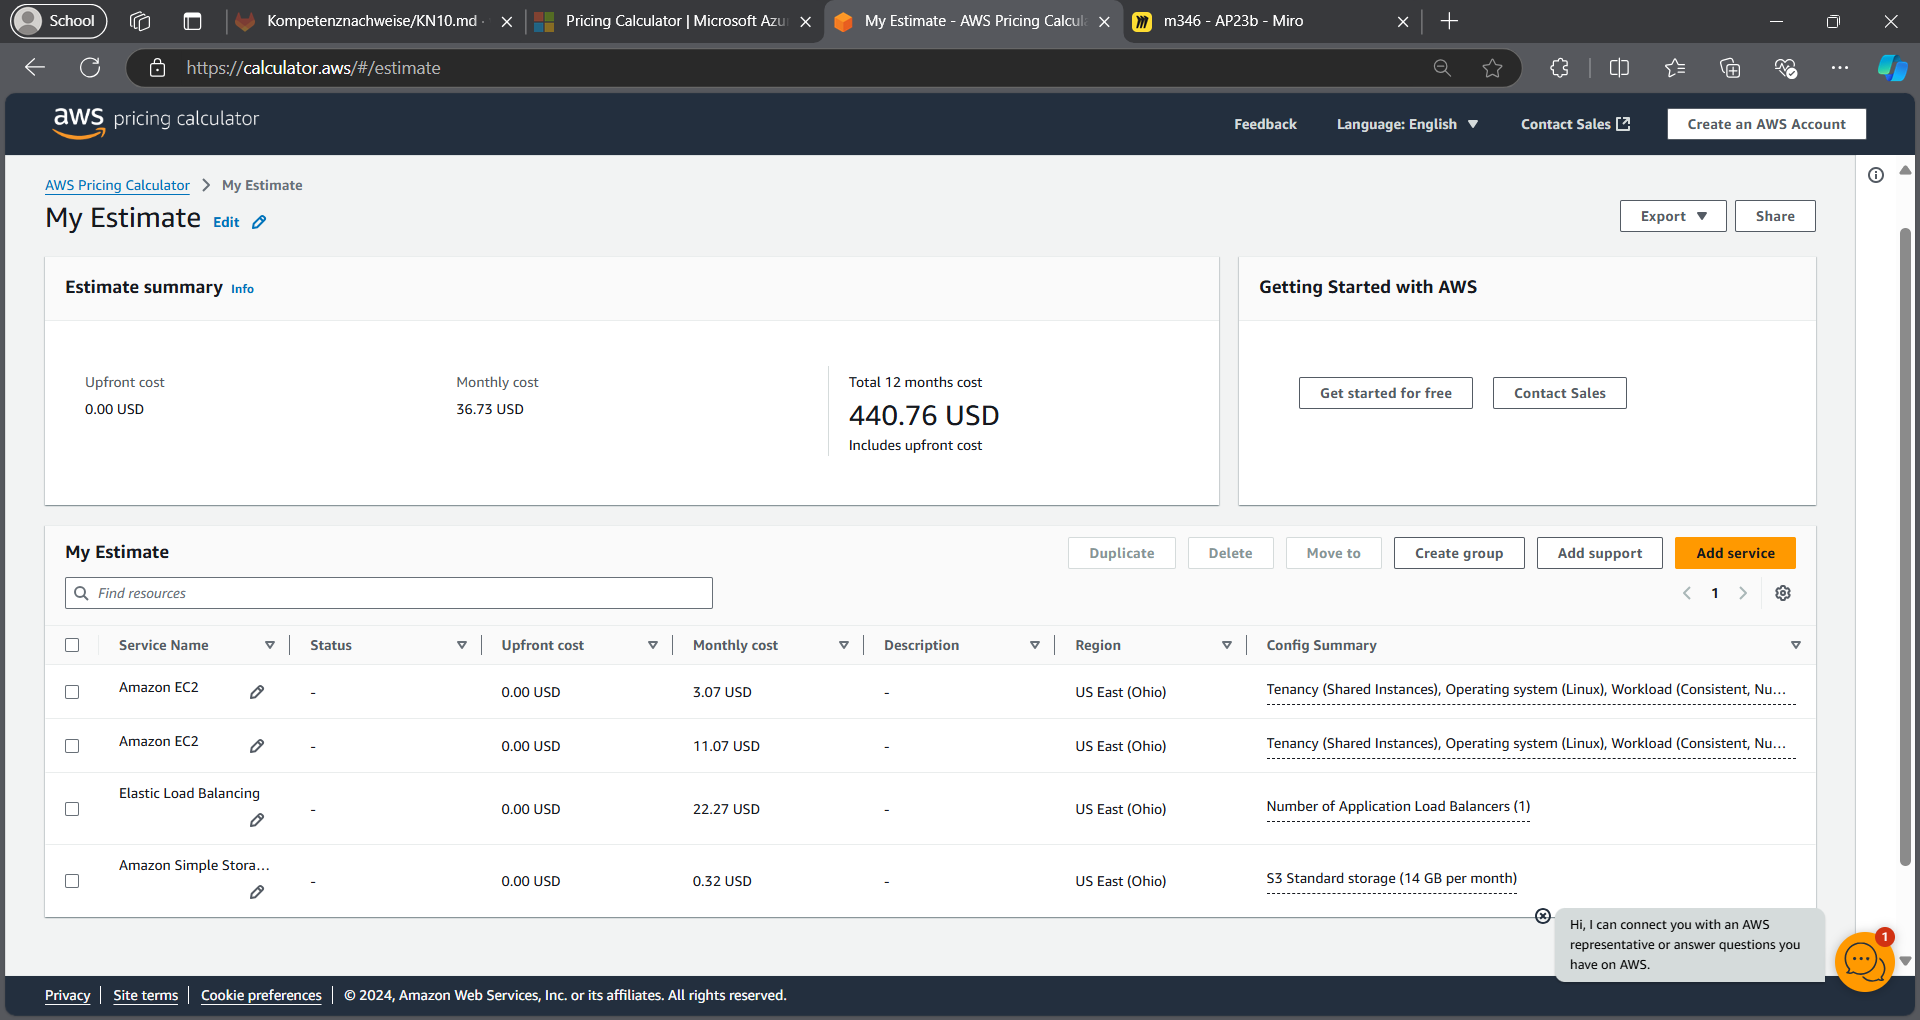 School
Kompetenznachweise/KN10.md -
Pricing Calculator | Microsoft Azu
My Estimate - AWS Pricing Calcul
m346 - AP23b - Miro
https://calculator.aws/#/estimate
aws pricing calculator
Feedback
Language: English
Contact Sales
Create an AWS Account
AWS Pricing Calculator
My Estimate
My Estimate
Edit
Export
Share
Estimate summary
Info
Getting Started with AWS
Upfront cost
0.00 USD
Monthly cost
36.73 USD
Total 12 months cost
440.76 USD
Includes upfront cost
Get started for free
Contact Sales
My Estimate
Duplicate
Delete
Move to
Create group
Add support
Add service
Find resources
1
Service Name Status Upfront cost Monthly cost Description Region Config Summary
Amazon EC2 - 0.00 USD 3.07 USD - US East (Ohio) Tenancy (Shared Instances), Operating system (Linux), Workload (Consistent, Nu...
Amazon EC2 - 0.00 USD 11.07 USD - US East (Ohio) Tenancy (Shared Instances), Operating system (Linux), Workload (Consistent, Nu...
Elastic Load Balancing - 0.00 USD 22.27 USD - US East (Ohio) Number of Application Load Balancers (1)
Amazon Simple Stora... - 0.00 USD 0.32 USD - US East (Ohio) S3 Standard storage (14 GB per month)
Hi, I can connect you with an AWS
representative or answer questions you
have on AWS.
1
Privacy
Site terms
Cookie preferences
© 2024, Amazon Web Services, Inc. or its affiliates. All rights reserved.